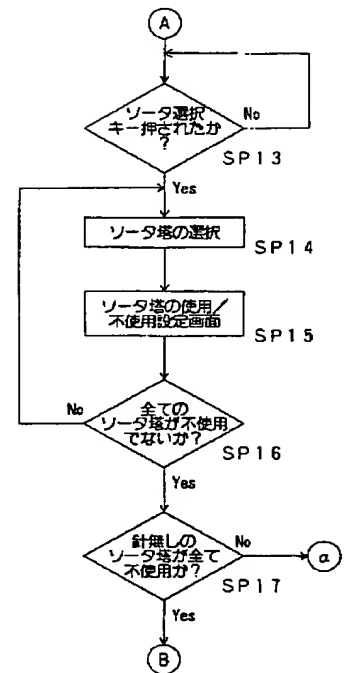 A
ソータ選択
キー押されたか
?
No
SP13
Yes
ソータ塔の選択
SP14
ソータ塔の使用/
不使用設定画面
SP15
No
全ての
ソータ塔が不使用
でないか?
SP16
Yes
針無しの
ソータ塔が全て
不使用か?
No
a
SP17
Yes
B